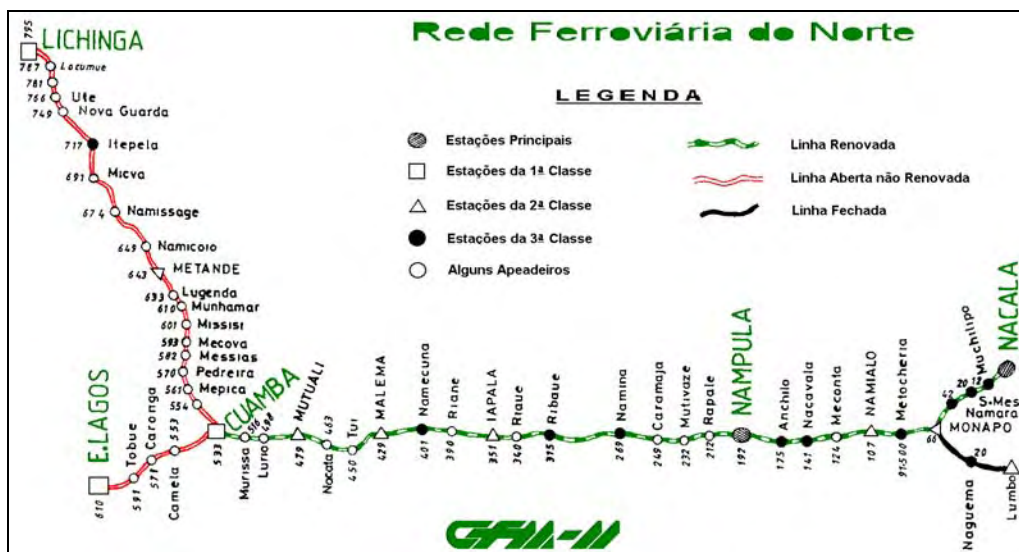 Rede Ferroviária do Norte
LEGENDA
Estações Principais
Estações da 1ª Classe
Estações da 2ª Classe
Estações da 3ª Classe
Alguns Apeadeiros
Linha Renovada
Linha Aberta não Renovada
Linha Fechada
795 LICHINGA
787 Locumue
781
766 Ute
749 Nova Guarda
717 Itepela
691 Micva
674 Namissage
649 Namicoio
643 METANDE
633 Lugenda
610 Munhamar
601 Missisi
593 Mecova
582 Messias
570 Pedreira
561 Mepica
554
E.LAGOS 610
Tobue 591
Caronga 571
Camela 553
CUAMBA 533
Murissa 516
Lurio 498
MUTUALI 479
Nacata 463
Tui 450
MALEMA 429
Namecuna 401
Riane 390
IAPALA 351
Riaue 340
Ribaue 315
Namina 269
Caramaja 249
Mutivaze 232
Rapale 212
NAMPULA 192
Anchilo 175
Nacavala 141
Meconta 124
NAMIALO 107
Metocheria 91-500
66
MONAPO
Namara
S-Mes
42
20
12
Muchilipo
NACALA
Naguema 20
Lumbo
CFM-N